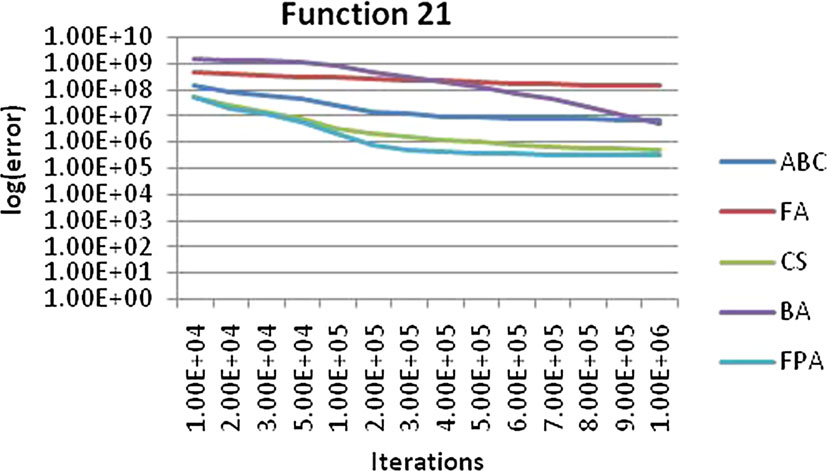 Function 21
log(error)
1.00E+10
1.00E+09
1.00E+08
1.00E+07
1.00E+06
1.00E+05
1.00E+04
1.00E+03
1.00E+02
1.00E+01
1.00E+00
1.00E+04
2.00E+04
3.00E+04
5.00E+04
1.00E+05
2.00E+05
3.00E+05
4.00E+05
5.00E+05
6.00E+05
7.00E+05
8.00E+05
9.00E+05
1.00E+06
Iterations
ABC
FA
CS
BA
FPA